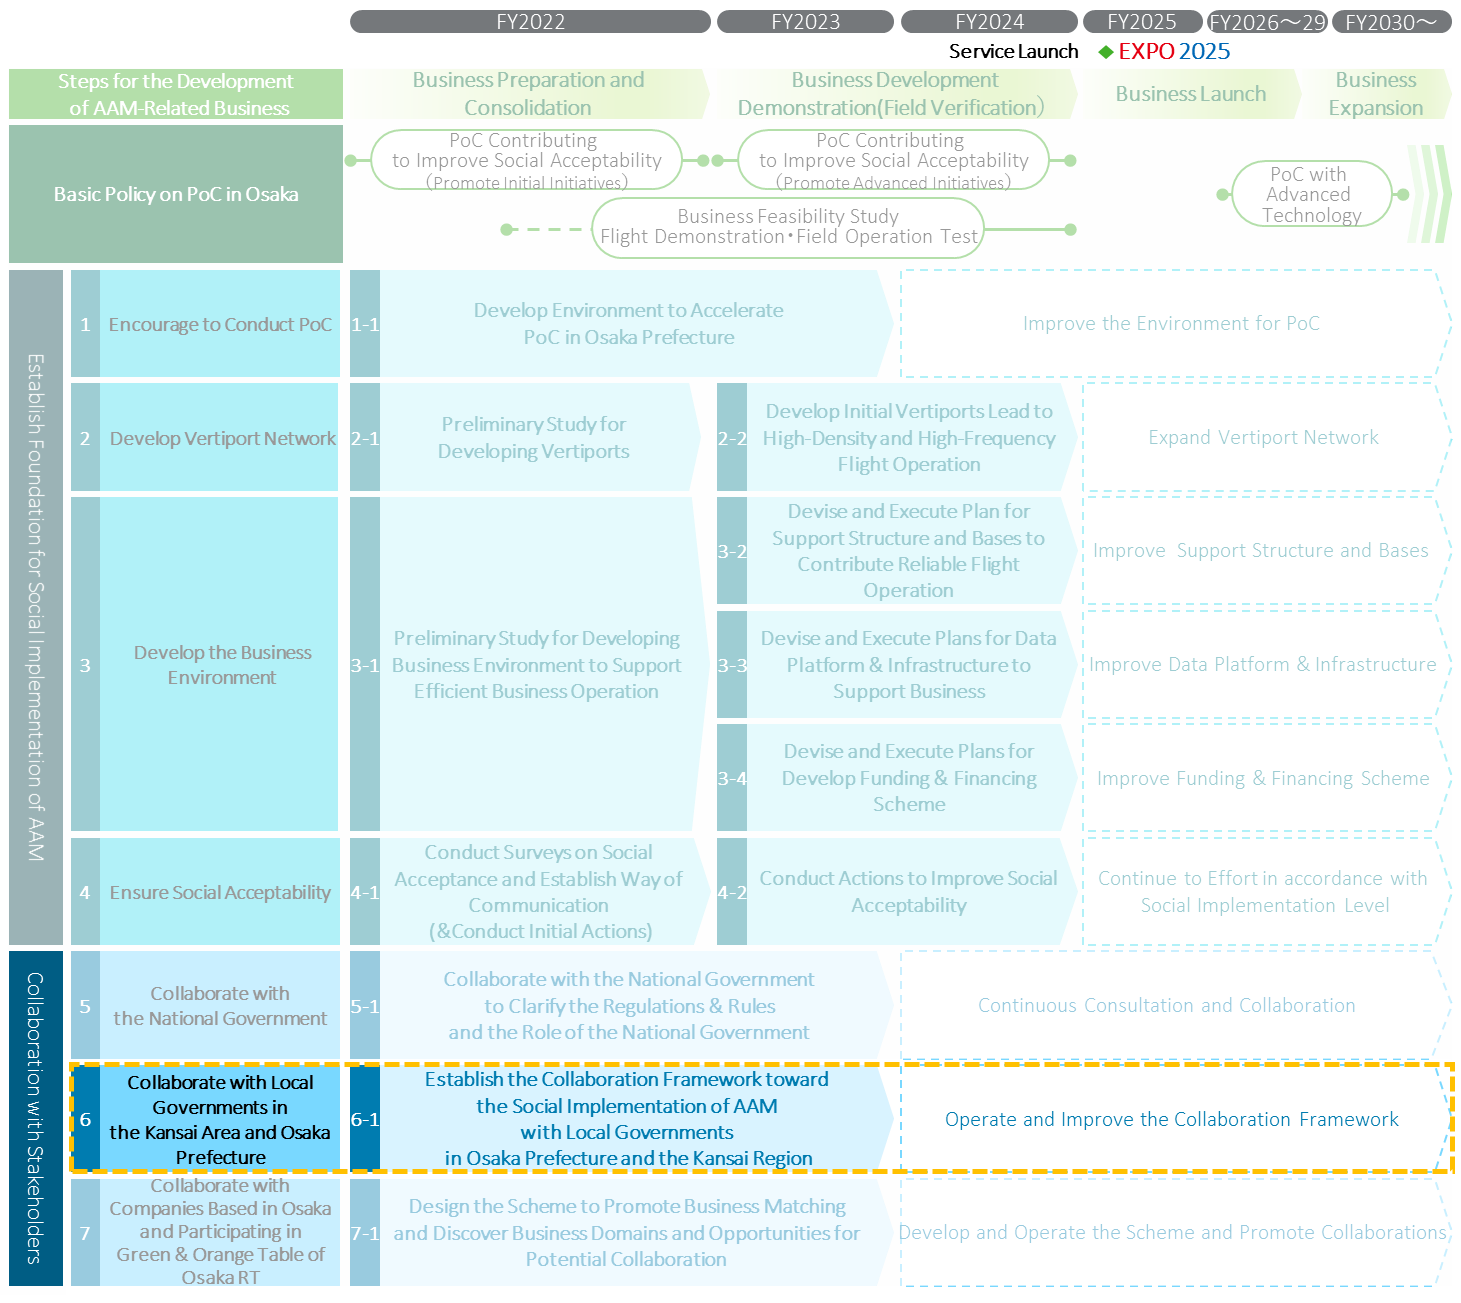 FY2022
FY2023
FY2024
FY2025
FY2026～29
FY2030～
Service Launch
EXPO 2025
Steps for the Development
of AAM-Related Business
Business Preparation and
Consolidation
Business Development
Demonstration(Field Verification）
Business Launch
Business
Expansion
Basic Policy on PoC in Osaka
PoC Contributing
to Improve Social Acceptability
（Promote Initial Initiatives）
PoC Contributing
to Improve Social Acceptability
（Promote Advanced Initiatives）
PoC with
Advanced
Technology
Business Feasibility Study
Flight Demonstration・Field Operation Test
Establish Foundation for Social Implementation of AAM
1
Encourage to Conduct PoC
1-1
Develop Environment to Accelerate
PoC in Osaka Prefecture
Improve the Environment for PoC
2
Develop Vertiport Network
2-1
Preliminary Study for
Developing Vertiports
2-2
Develop Initial Vertiports Lead to
High-Density and High-Frequency
Flight Operation
Expand Vertiport Network
3
Develop the Business
Environment
3-1
Preliminary Study for Developing
Business Environment to Support
Efficient Business Operation
3-2
Devise and Execute Plan for
Support Structure and Bases to
Contribute Reliable Flight
Operation
Improve Support Structure and Bases
3-3
Devise and Execute Plans for Data
Platform & Infrastructure to
Support Business
Improve Data Platform & Infrastructure
3-4
Devise and Execute Plans for
Develop Funding & Financing
Scheme
Improve Funding & Financing Scheme
4
Ensure Social Acceptability
4-1
Conduct Surveys on Social
Acceptance and Establish Way of
Communication
(&Conduct Initial Actions)
4-2
Conduct Actions to Improve Social
Acceptability
Continue to Effort in accordance with
Social Implementation Level
Collaboration with Stakeholders
5
Collaborate with
the National Government
5-1
Collaborate with the National Government
to Clarify the Regulations & Rules
and the Role of the National Government
Continuous Consultation and Collaboration
6
Collaborate with Local
Governments in
the Kansai Area and Osaka
Prefecture
6-1
Establish the Collaboration Framework toward
the Social Implementation of AAM
with Local Governments
in Osaka Prefecture and the Kansai Region
Operate and Improve the Collaboration Framework
7
Collaborate with
Companies Based in Osaka
and Participating in
Green & Orange Table of
Osaka RT
7-1
Design the Scheme to Promote Business Matching
and Discover Business Domains and Opportunities for
Potential Collaboration
Develop and Operate the Scheme and Promote Collaborations